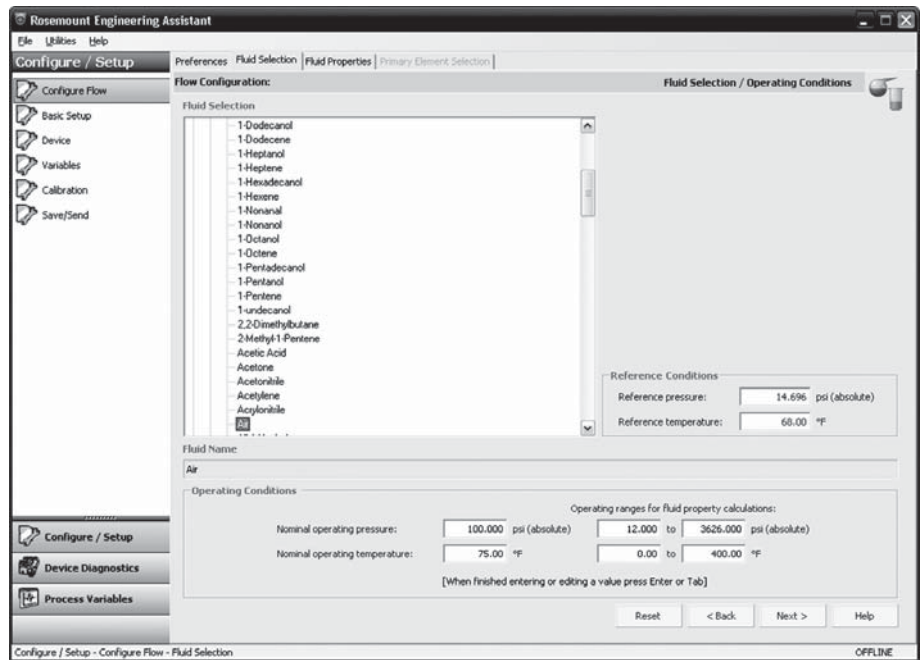 Rosemount Engineering Assistant
File Utilities Help
Configure / Setup
Configure Flow
Basic Setup
Device
Variables
Calibration
Save/Send
Configure / Setup
Device Diagnostics
Process Variables
Preferences Fluid Selection Fluid Properties Primary Element Selection
Flow Configuration: Fluid Selection / Operating Conditions
Fluid Selection
1-Dodecanol
1-Dodecene
1-Heptanol
1-Heptene
1-Hexadecanol
1-Hexene
1-Nonanal
1-Nonanol
1-Octanol
1-Octene
1-Pentadecanol
1-Pentanol
1-Pentene
1-undecanol
2,2-Dimethylbutane
2-Methyl-1-Pentene
Acetic Acid
Acetone
Acetonitrile
Acetylene
Acrylonitrile
Air
Reference Conditions
Reference pressure: 14.696 psi (absolute)
Reference temperature: 68.00 °F
Fluid Name
Air
Operating Conditions
Operating ranges for fluid property calculations:
Nominal operating pressure: 100.000 psi (absolute) 12.000 to 3626.000 psi (absolute)
Nominal operating temperature: 75.00 °F 0.00 to 400.00 °F
[When finished entering or editing a value press Enter or Tab]
Reset < Back Next > Help
Configure / Setup - Configure Flow - Fluid Selection OFFLINE